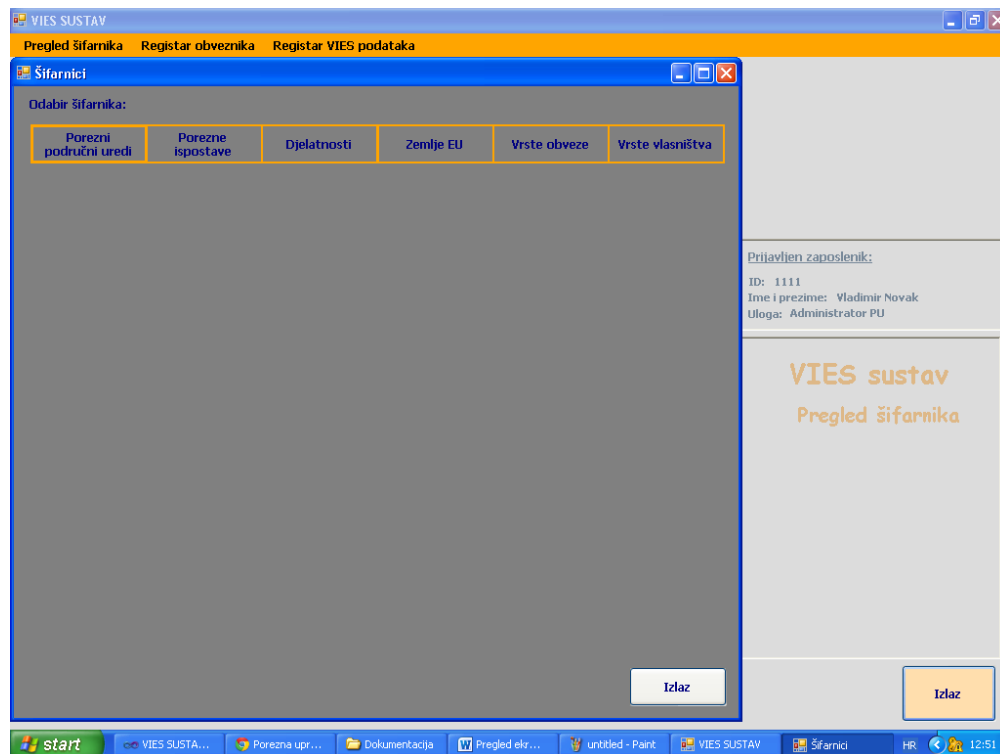 VIES SUSTAV
Pregled šifarnika Registar obveznika Registar VIES podataka
Šifarnici
Odabir šifarnika:
Porezni područni uredi
Porezne ispostave
Djelatnosti
Zemlje EU
Vrste obveze
Vrste vlasništva
Prijavljen zaposlenik:
ID: 1111
Ime i prezime: Vladimir Novak
Uloga: Administrator PU
VIES sustav
Pregled šifarnika
Izlaz
Izlaz
start VIES SUSTA... Porezna upr... Dokumentacija Pregled ekr... untitled - Paint VIES SUSTAV Šifarnici HR 12:51